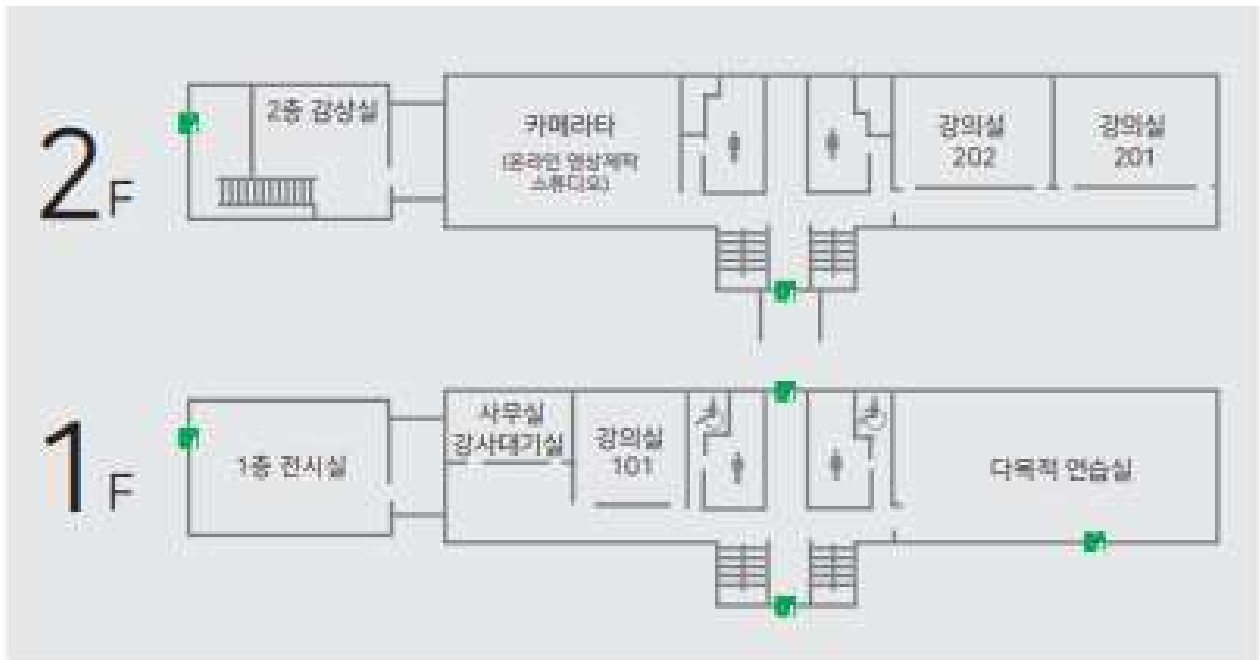 2F
2층 감상실
카메라타
(온라인 영상제작
스튜디오)
강의실
202
강의실
201
1F
1층 전시실
사무실
강사대기실
강의실
101
다목적 연습실